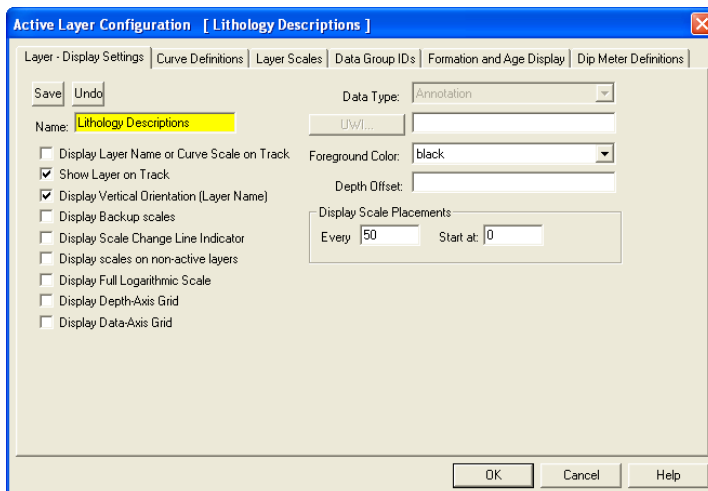 Active Layer Configuration [ Lithology Descriptions ]
Layer - Display Settings Curve Definitions Layer Scales Data Group IDs Formation and Age Display Dip Meter Definitions
Save Undo
Name: Lithology Descriptions
Display Layer Name or Curve Scale on Track
Show Layer on Track
Display Vertical Orientation (Layer Name)
Display Backup scales
Display Scale Change Line Indicator
Display scales on non-active layers
Display Full Logarithmic Scale
Display Depth-Axis Grid
Display Data-Axis Grid
Data Type: Annotation
UWI...
Foreground Color: black
Depth Offset:
Display Scale Placements
Every 50 Start at: 0
OK Cancel Help